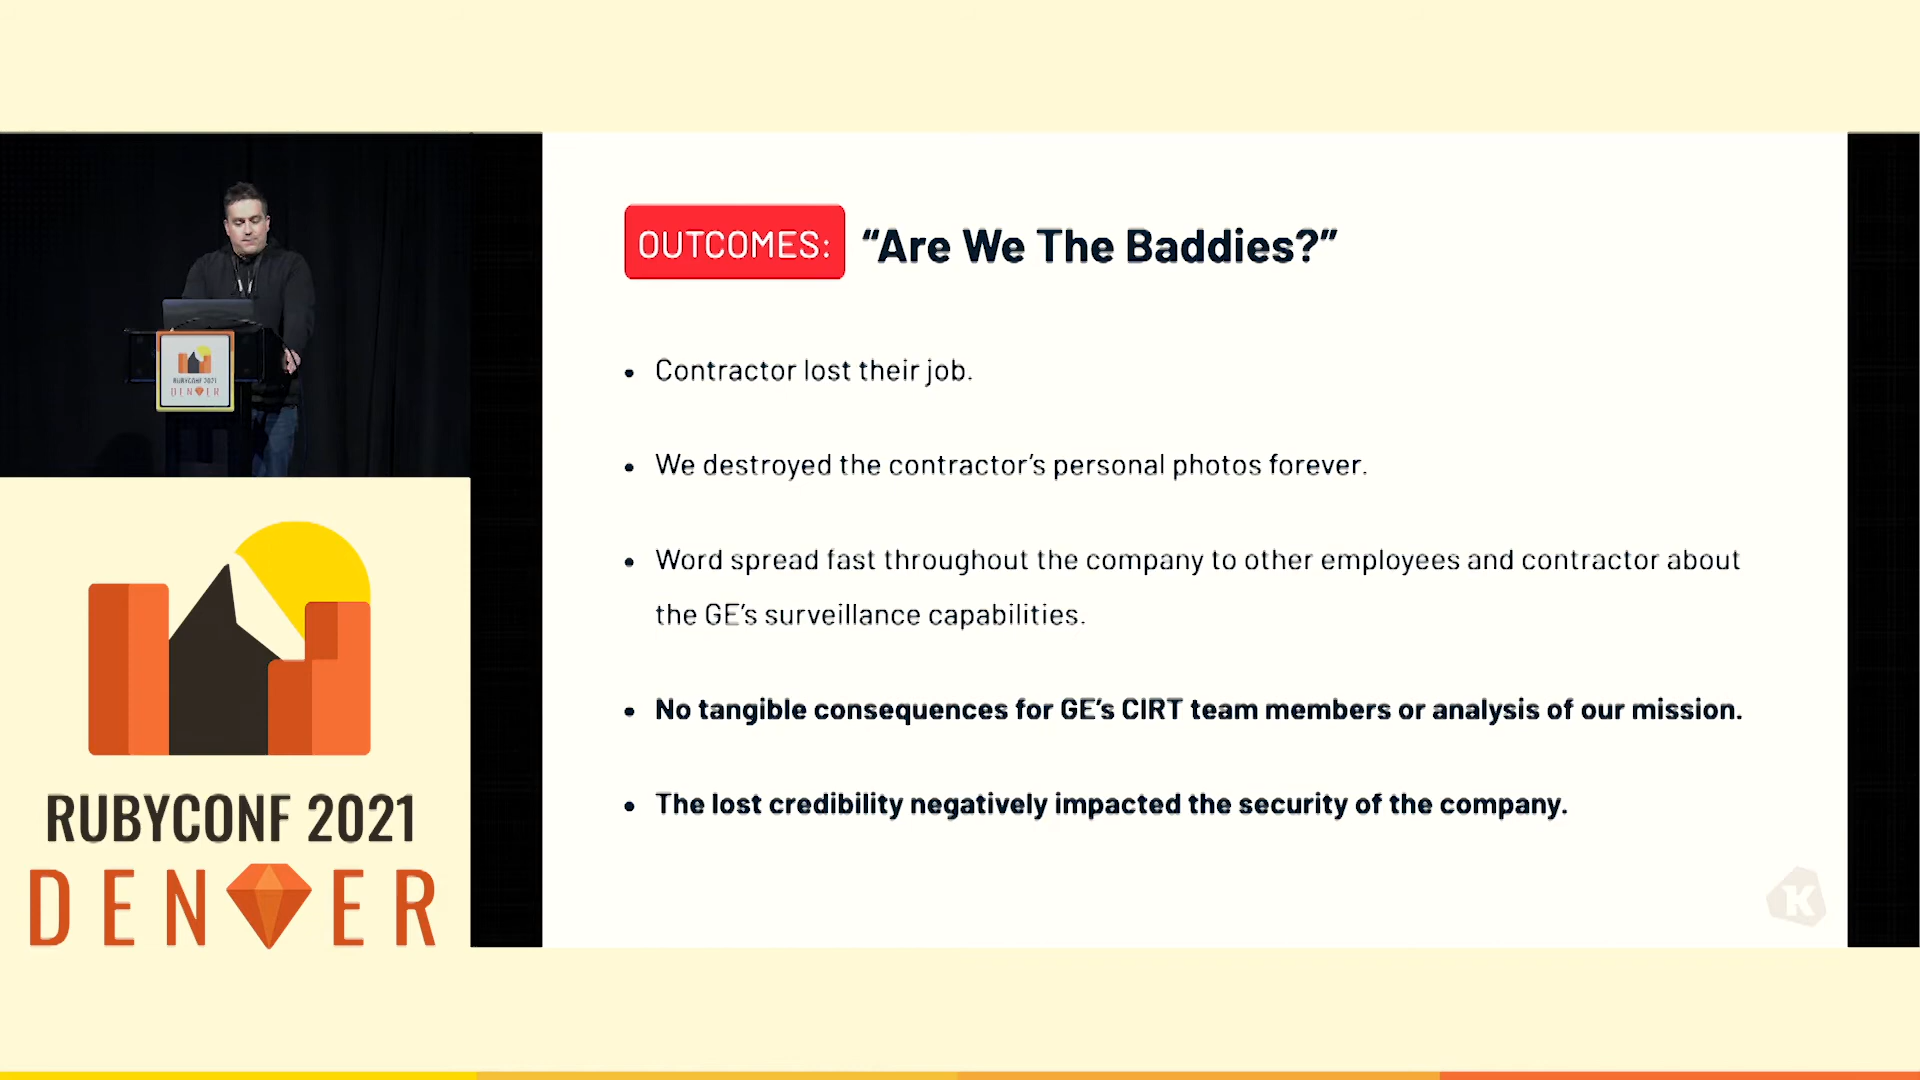 OUTCOMES: “Are We The Baddies?”
• Contractor lost their job.
• We destroyed the contractor’s personal photos forever.
• Word spread fast throughout the company to other employees and contractor about
the GE’s surveillance capabilities.
• No tangible consequences for GE’s CIRT team members or analysis of our mission.
• The lost credibility negatively impacted the security of the company.
K
RUBYCONF 2021
DENVER
RUBYCONF 2021
DENVER